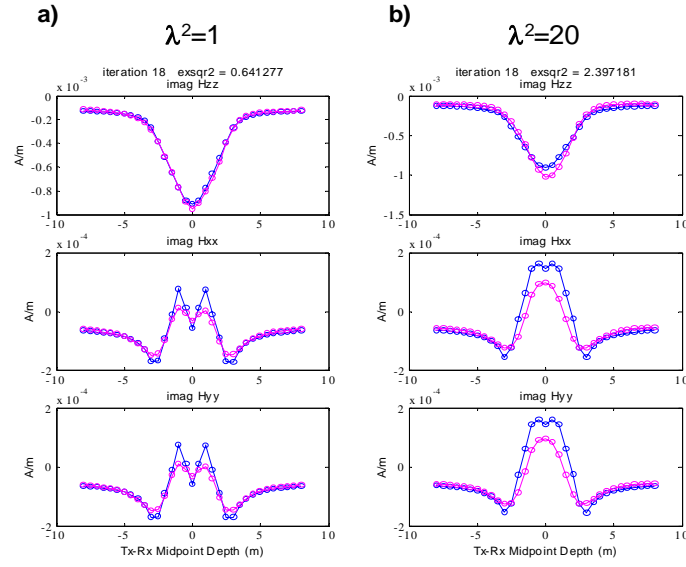 a)
λ²=1
iteration 18 exsqr2 = 0.641277
x 10⁻³
imag Hzz
0
-0.2
-0.4
-0.6
-0.8
-1
A/m
-10 -5 0 5 10
x 10⁻⁴
imag Hxx
2
0
-2
A/m
-10 -5 0 5 10
x 10⁻⁴
imag Hyy
2
0
-2
A/m
-10 -5 0 5 10
Tx-Rx Midpoint Depth (m)
b)
λ²=20
iteration 18 exsqr2 = 2.397181
x 10⁻³
imag Hzz
0
-0.5
-1
-1.5
A/m
-10 -5 0 5 10
x 10⁻⁴
imag Hxx
2
0
-2
A/m
-10 -5 0 5 10
x 10⁻⁴
imag Hyy
2
0
-2
A/m
-10 -5 0 5 10
Tx-Rx Midpoint Depth (m)